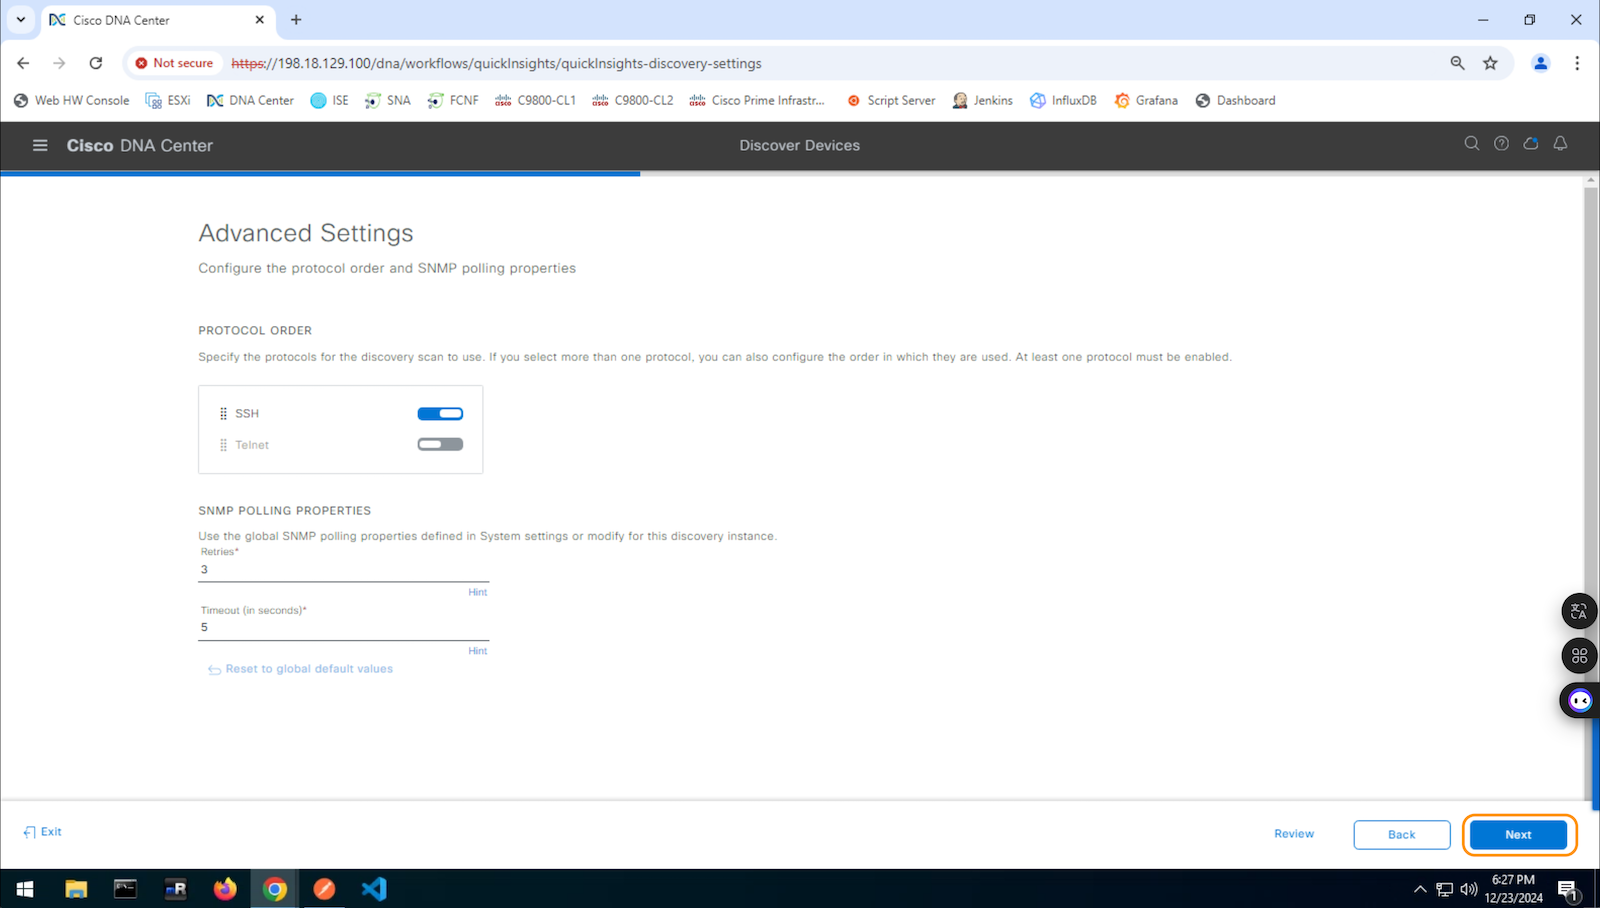 Cisco DNA Center
Not secure
https://198.18.129.100/dna/workflows/quickInsights/quickInsights-discovery-settings
Web HW Console
ESXi
DNA Center
ISE
SNA
FCNF
C9800-CL1
C9800-CL2
Cisco Prime Infrastr...
Script Server
Jenkins
InfluxDB
Grafana
Dashboard
Cisco DNA Center
Discover Devices
Advanced Settings
Configure the protocol order and SNMP polling properties
PROTOCOL ORDER
Specify the protocols for the discovery scan to use. If you select more than one protocol, you can also configure the order in which they are used. At least one protocol must be enabled.
SSH
Telnet
SNMP POLLING PROPERTIES
Use the global SNMP polling properties defined in System settings or modify for this discovery instance.
Retries*
3
Hint
Timeout (in seconds)*
5
Hint
Reset to global default values
Exit
Review
Back
Next
6:27 PM
12/23/2024
1